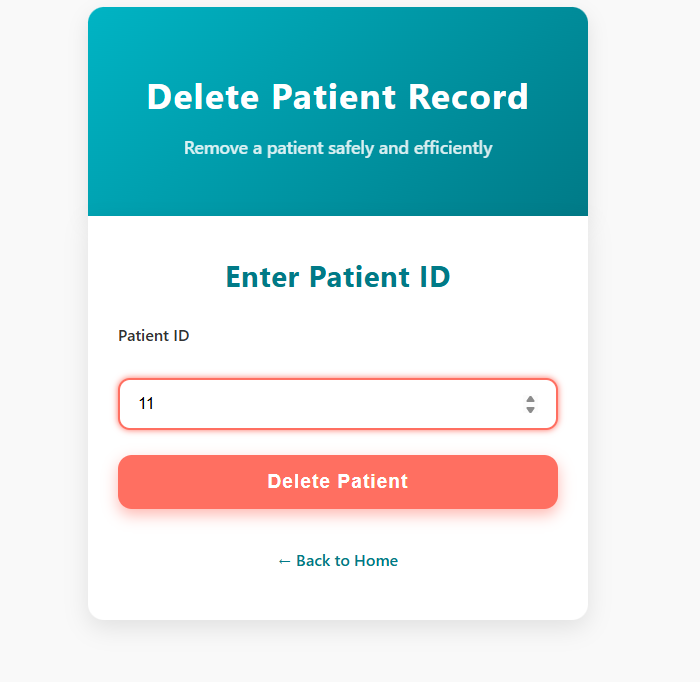 Delete Patient Record
Remove a patient safely and efficiently
Enter Patient ID
Patient ID
11
Delete Patient
← Back to Home